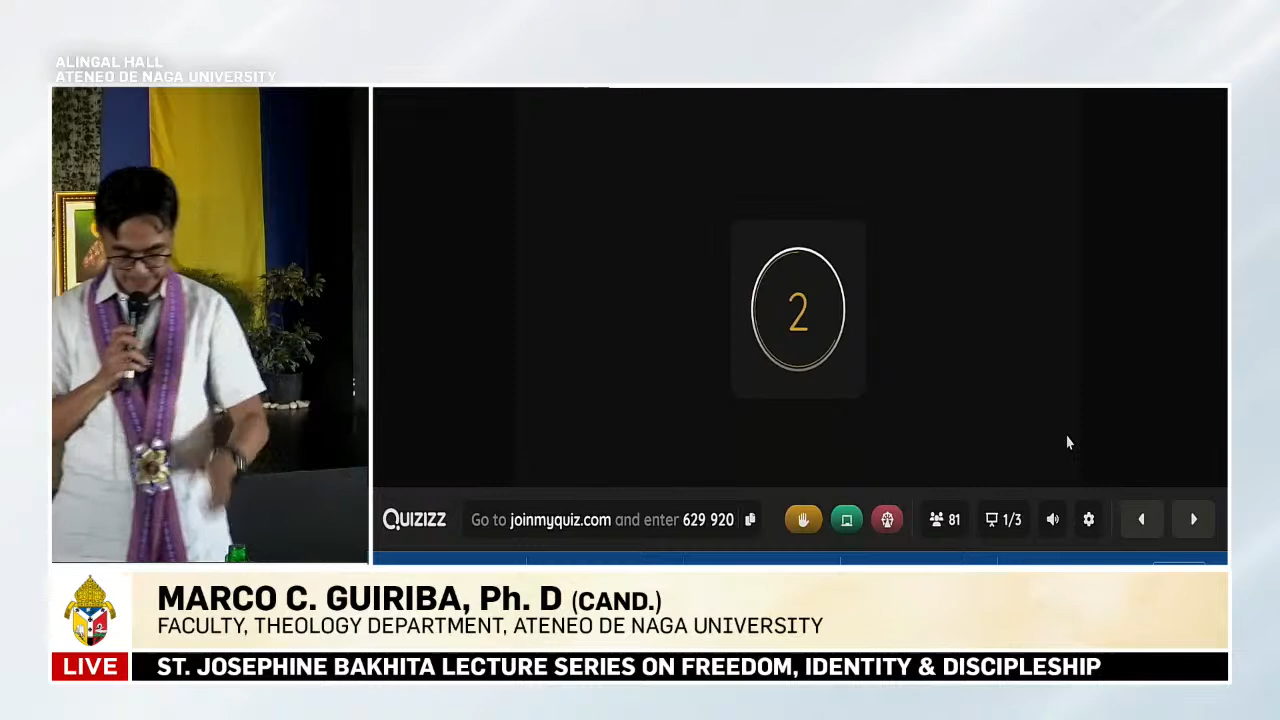 ALINGAL HALL
ATENEO DE NAGA UNIVERSITY
2
QUIZIZZ Go to joinmyquiz.com and enter 629 920 81 1/3
MARCO C. GUIRIBA, Ph. D (CAND.)
FACULTY, THEOLOGY DEPARTMENT, ATENEO DE NAGA UNIVERSITY
LIVE ST. JOSEPHINE BAKHITA LECTURE SERIES ON FREEDOM, IDENTITY & DISCIPLESHIP